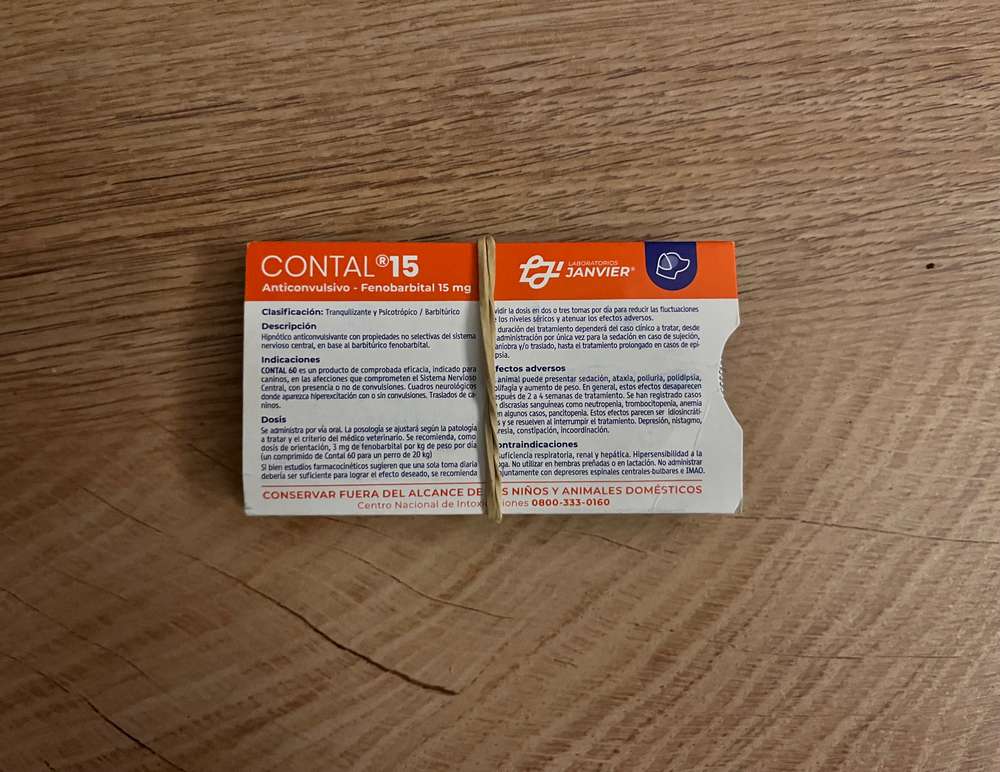 CONTAL®15
Anticonvulsivo - Fenobarbital 15 mg
LABORATORIOS
JANVIER®
Clasificación: Tranquilizante y Psicotrópico / Barbitúrico
Descripción
Hipnótico anticonvulsivante con propiedades no selectivas del sistema
nervioso central, en base al barbitúrico fenobarbital.
Indicaciones
CONTAL 60 es un producto de comprobada eficacia, indicado para
caninos, en las afecciones que comprometen el Sistema Nervioso
Central, con presencia o no de convulsiones. Cuadros neurológicos
donde aparezca hiperexcitación con o sin convulsiones. Traslados de ca-
ninos.
Dosis
Se administra por vía oral. La posología se ajustará según la patología
a tratar y el criterio del médico veterinario. Se recomienda, como
dosis de orientación, 3 mg de fenobarbital por kg de peso por día
(un comprimido de Contal 60 para un perro de 20 kg)
Si bien estudios farmacocinéticos sugieren que una sola toma diaria
debería ser suficiente para lograr el efecto deseado, se recomienda
vidir la dosis en dos o tres tomas por día para reducir las fluctuaciones
los niveles séricos y atenuar los efectos adversos.
duración del tratamiento dependerá del caso clínico a tratar, desde
administración por única vez para la sedación en caso de sujeción,
aniobra y/o traslado, hasta el tratamiento prolongado en casos de epi-
psia.
fectos adversos
animal puede presentar sedación, ataxia, poliuria, polidipsia,
olifagia y aumento de peso. En general, estos efectos desaparecen
espués de 2 a 4 semanas de tratamiento. Se han registrado casos
discrasias sanguíneas como neutropenia, trombocitopenia, anemia
en algunos casos, pancitopenia. Estos efectos parecen ser idiosincráti-
s y se resuelven al interrumpir el tratamiento. Depresión, nistagmo,
resia, constipación, incoordinación.
ontraindicaciones
suficiencia respiratoria, renal y hepática. Hipersensibilidad a la
oga. No utilizar en hembras preñadas o en lactación. No administrar
njuntamente con depresores espinales centrales-bulbares e IMAO.
CONSERVAR FUERA DEL ALCANCE DE S NIÑOS Y ANIMALES DOMÉSTICOS
Centro Nacional de Intox iones 0800-333-0160